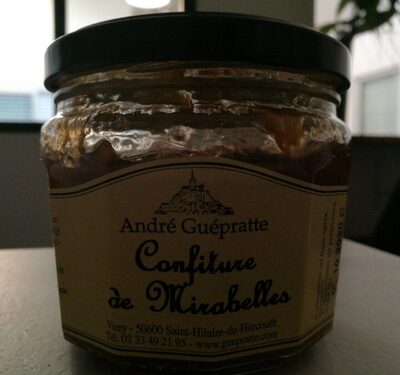 André Guépratte
Confiture
de Mirabelles
Virey - 50600 Saint-Hilaire-du-Harcouët
Tél. 02 33 49 21 95 - www.guepratte.com